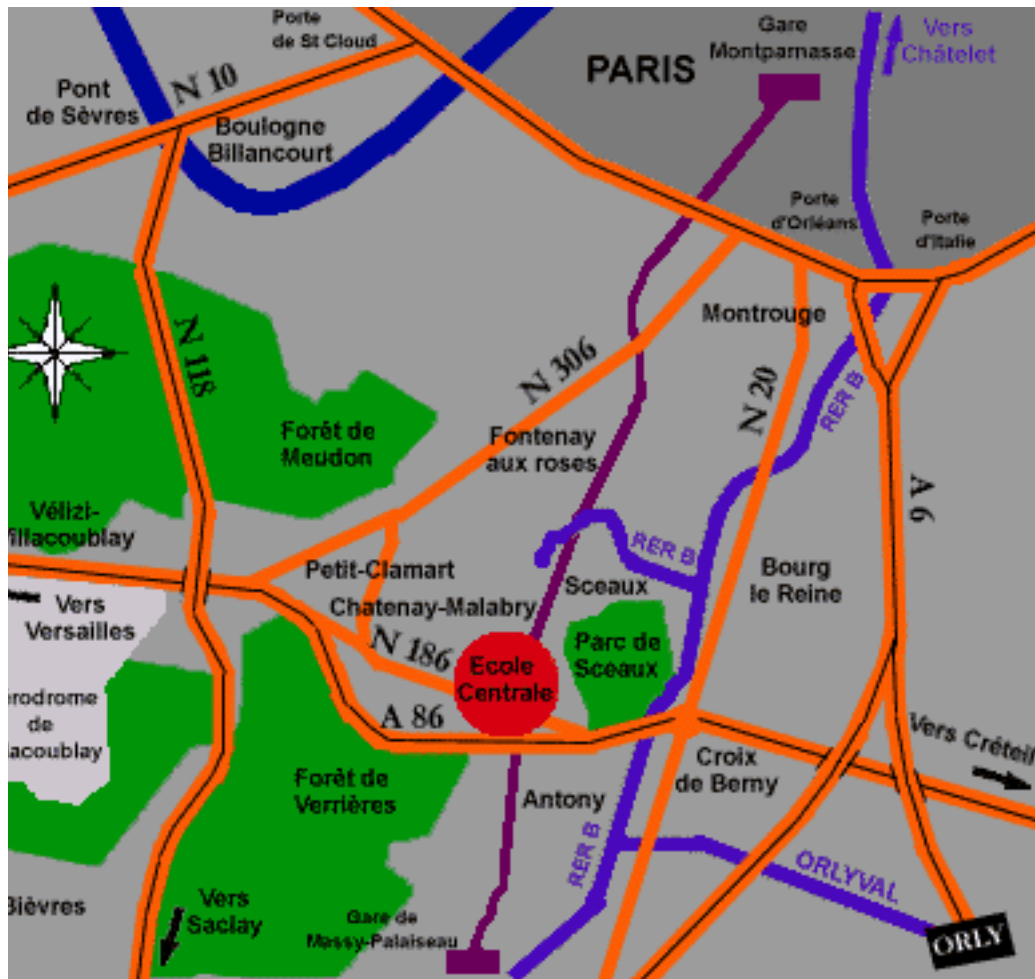 Porte
de St Cloud
Gare
Montparnasse
Vers
Châtelet
PARIS
Pont
de Sèvres
N 10
Boulogne
Billancourt
Porte
d'Orléans
Porte
d'Italie
Montrouge
N 118
N 306
N 20
RER B
A 6
Forêt de
Meudon
Fontenay
aux roses
Vélizi-
Villacoublay
RER B
Petit-Clamart
Sceaux
Bourg
le Reine
Vers
Versailles
Chatenay-Malabry
N 186
Ecole
Centrale
Parc de
Sceaux
érodrome
de
lacoublay
A 86
Vers Créteil
Forêt de
Verrières
Antony
Croix
de Berny
RER B
ORLYVAL
Bièvres
Vers
Saclay
Gare de
Massy-Palaiseau
ORLY